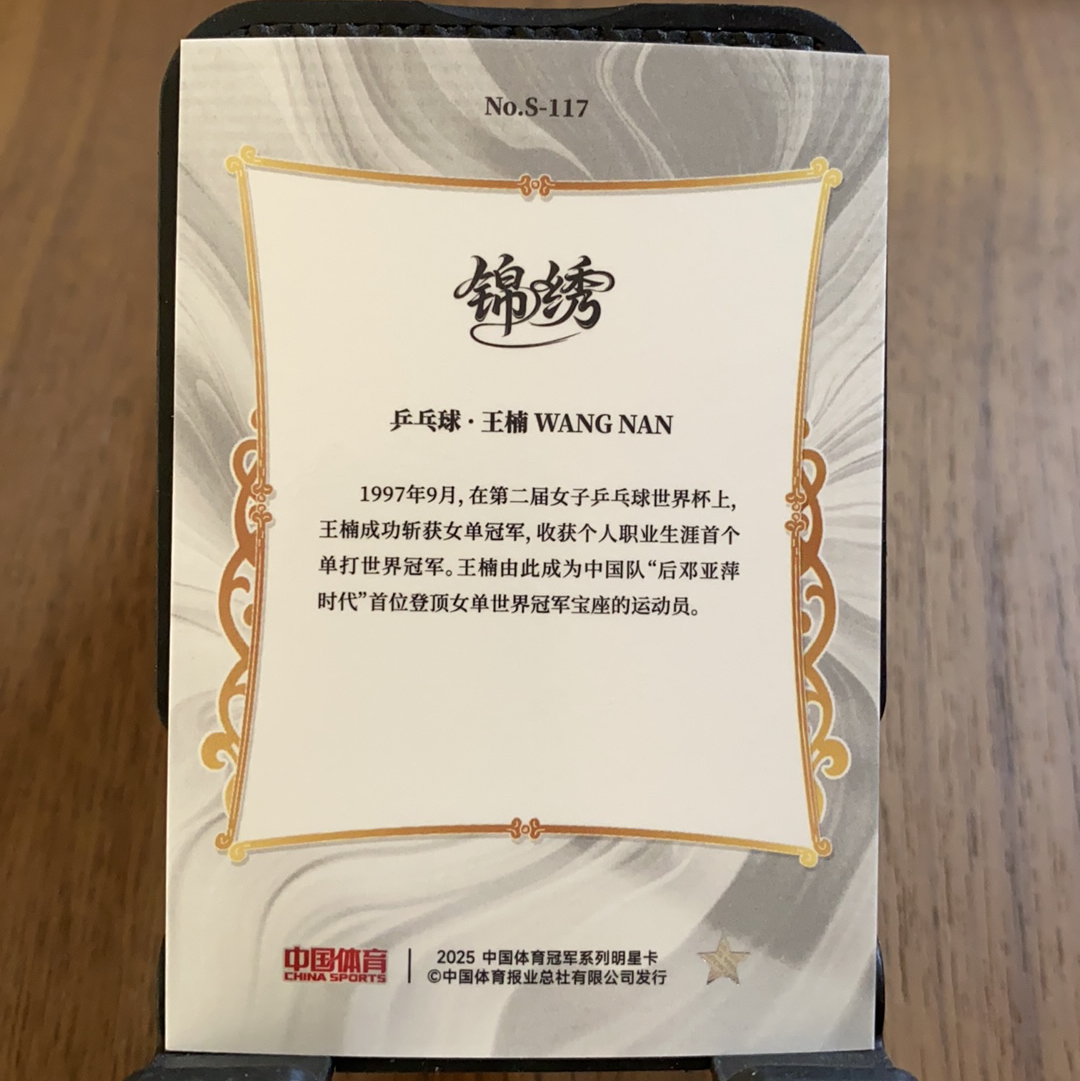 No.S-117
锦绣
乒乓球·王楠 WANG NAN
1997年9月,在第二届女子乒乓球世界杯上,
王楠成功斩获女单冠军,收获个人职业生涯首个
单打世界冠军。王楠由此成为中国队“后邓亚萍
时代”首位登顶女单世界冠军宝座的运动员。
中国体育
CHINA SPORTS
2025 中国体育冠军系列明星卡
©中国体育报业总社有限公司发行